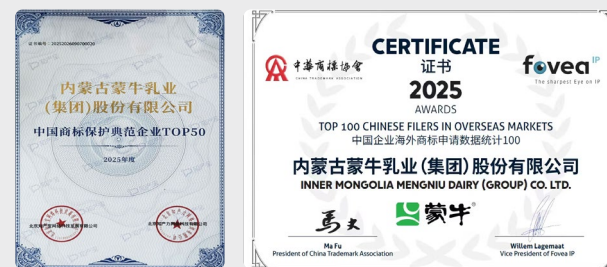 内蒙古蒙牛乳业
(集团)股份有限公司
中国商标保护典范企业TOP50
2025年度
中华商标协会
CHINA TRADEMARK ASSOCIATION
CERTIFICATE
证书
2025
AWARDS
fovea IP
The Sharpest Eye on IP
TOP 100 CHINESE FILERS IN OVERSEAS MARKETS
中国企业海外商标申请数据统计100
内蒙古蒙牛乳业(集团)股份有限公司
INNER MONGOLIA MENGNIU DAIRY (GROUP) CO. LTD.
马夫
蒙牛
Ma Fu
President of China Trademark Association
Willem Lagemaat
Vice President of Fovea IP